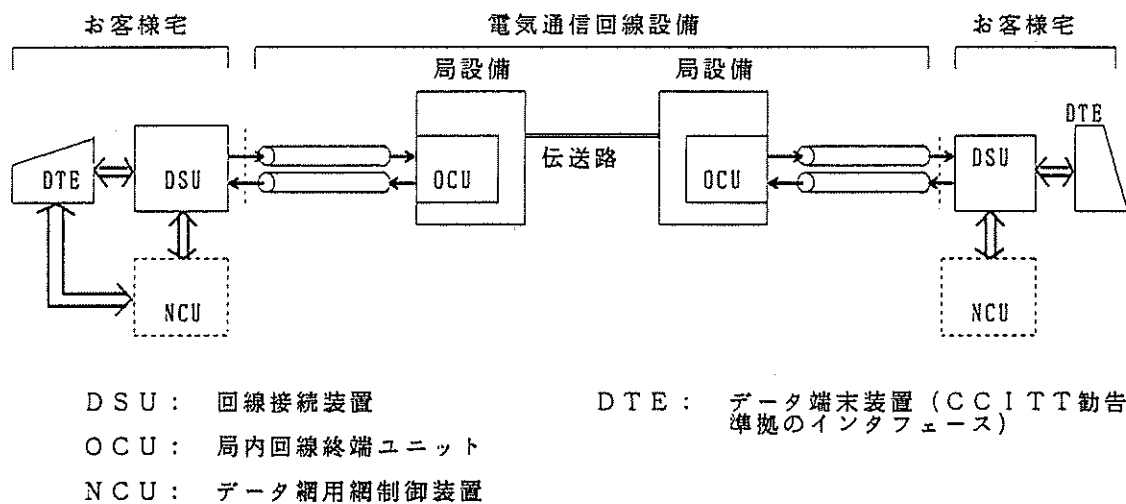 お客様宅
電気通信回線設備
お客様宅
局設備
局設備
DTE
DTE
DSU
OCU
伝送路
OCU
DSU
NCU
NCU
DSU： 回線接続装置
DTE： データ端末装置（CCITT勧告
準拠のインタフェース）
OCU： 局内回線終端ユニット
NCU： データ網用網制御装置